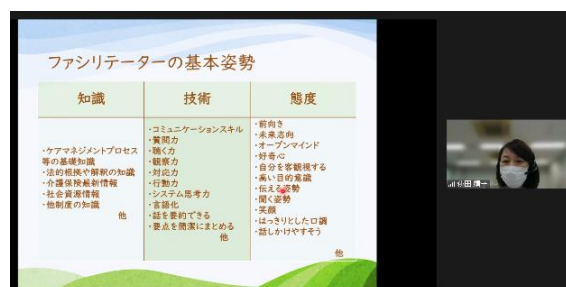 ファシリテーターの基本姿勢
知識
・ケアマネジメントプロセス
等の基礎知識
・法的根拠や解釈の知識
・介護保険最新情報
・社会資源情報
・他制度の知識
他
技術
・コミュニケーションスキル
・質問力
・聴く力
・観察力
・対応力
・行動力
・システム思考力
・言語化
・話を要約できる
・要点を簡潔にまとめる
他
態度
・前向き
・未来志向
・オープンマインド
・好奇心
・自分を客観視する
・高い目的意識
・伝える姿勢
・聞く姿勢
・笑顔
・はっきりとした口調
・話しかけやすそう
他